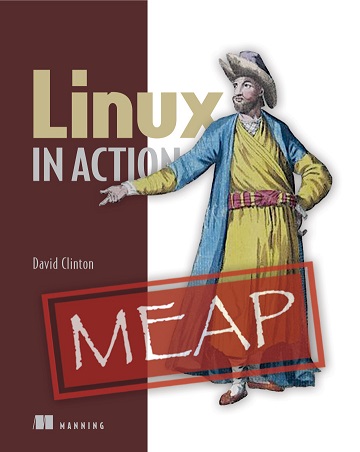 Linux
IN ACTION
David Clinton
MEAP
MANNING